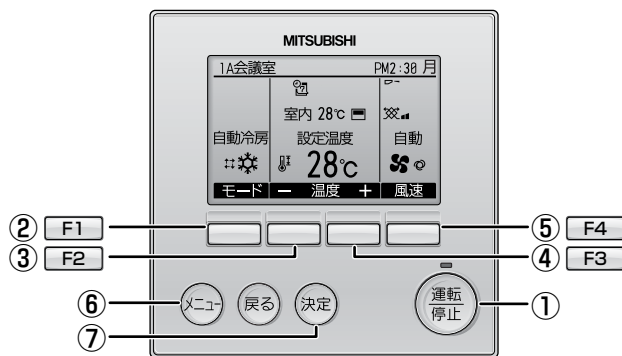 MITSUBISHI
1A会議室 PM2:30 月
室内 28℃
自動冷房 設定温度 自動
28℃
モード － 温度 ＋ 風速
② F1
⑤ F4
③ F2
④ F3
⑥ メニュー 戻る 決定 運転 ①
停止
⑦